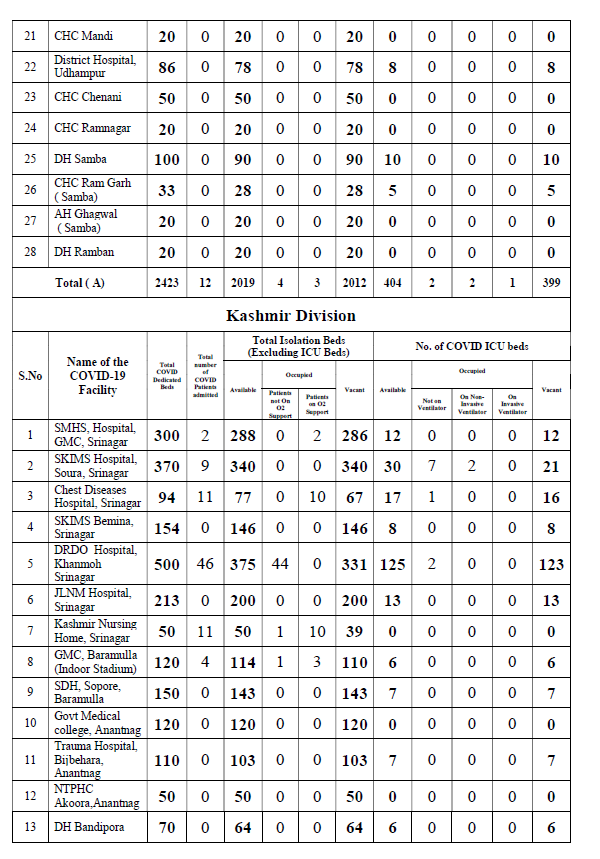 21 CHC Mandi 20 0 20 0 0 20 0 0 0 0 0
22 District Hospital, Udhampur 86 0 78 0 0 78 8 0 0 0 8
23 CHC Chenani 50 0 50 0 0 50 0 0 0 0 0
24 CHC Ramnagar 20 0 20 0 0 20 0 0 0 0 0
25 DH Samba 100 0 90 0 0 90 10 0 0 0 10
26 CHC Ram Garh ( Samba) 33 0 28 0 0 28 5 0 0 0 5
27 AH Ghagwal ( Samba) 20 0 20 0 0 20 0 0 0 0 0
28 DH Ramban 20 0 20 0 0 20 0 0 0 0 0
Total ( A) 2423 12 2019 4 3 2012 404 2 2 1 399
Kashmir Division
S.No
Name of the
COVID-19
Facility
Total
COVID
Dedicated
Beds
Total
number
of
COVID
Patients
admitted
Total Isolation Beds
(Excluding ICU Beds)
No. of COVID ICU beds
Available
Occupied
Patients
not On
O2
Support
Patients
on O2
Support
Vacant
Available
Occupied
Not on
Ventilator
On Non-
Invasive
Ventilator
On
Invasive
Ventilator
Vacant
1 SMHS, Hospital, GMC, Srinagar 300 2 288 0 2 286 12 0 0 0 12
2 SKIMS Hospital, Soura, Srinagar 370 9 340 0 0 340 30 7 2 0 21
3 Chest Diseases Hospital, Srinagar 94 11 77 0 10 67 17 1 0 0 16
4 SKIMS Bemina, Srinagar 154 0 146 0 0 146 8 0 0 0 8
5 DRDO Hospital, Khanmoh Srinagar 500 46 375 44 0 331 125 2 0 0 123
6 JLNM Hospital, Srinagar 213 0 200 0 0 200 13 0 0 0 13
7 Kashmir Nursing Home, Srinagar 50 11 50 1 10 39 0 0 0 0 0
8 GMC, Baramulla (Indoor Stadium) 120 4 114 1 3 110 6 0 0 0 6
9 SDH, Sopore, Baramulla 150 0 143 0 0 143 7 0 0 0 7
10 Govt Medical college, Anantnag 120 0 120 0 0 120 0 0 0 0 0
11 Trauma Hospital, Bijbehara, Anantnag 110 0 103 0 0 103 7 0 0 0 7
12 NTPHC Akoora,Anantnag 50 0 50 0 0 50 0 0 0 0 0
13 DH Bandipora 70 0 64 0 0 64 6 0 0 0 6